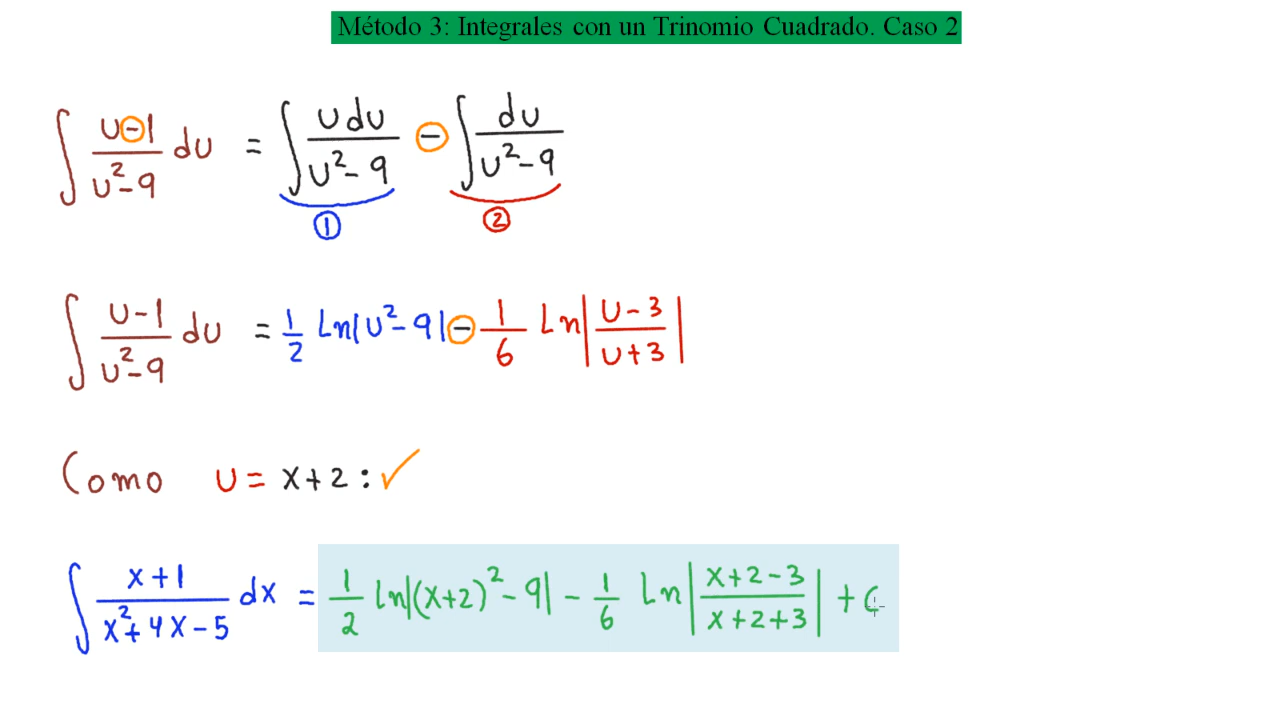 Método 3: Integrales con un Trinomio Cuadrado. Caso 2
∫ (u-1)/(u²-9) du = ∫ (u du)/(u²-9) - ∫ du/(u²-9)
① ②
∫ (u-1)/(u²-9) du = 1/2 Ln|u²-9| - 1/6 Ln|(u-3)/(u+3)|
Como u = x+2 : ✓
∫ (x+1)/(x²+4x-5) dx = 1/2 Ln|(x+2)²-9| - 1/6 Ln|(x+2-3)/(x+2+3)| + C